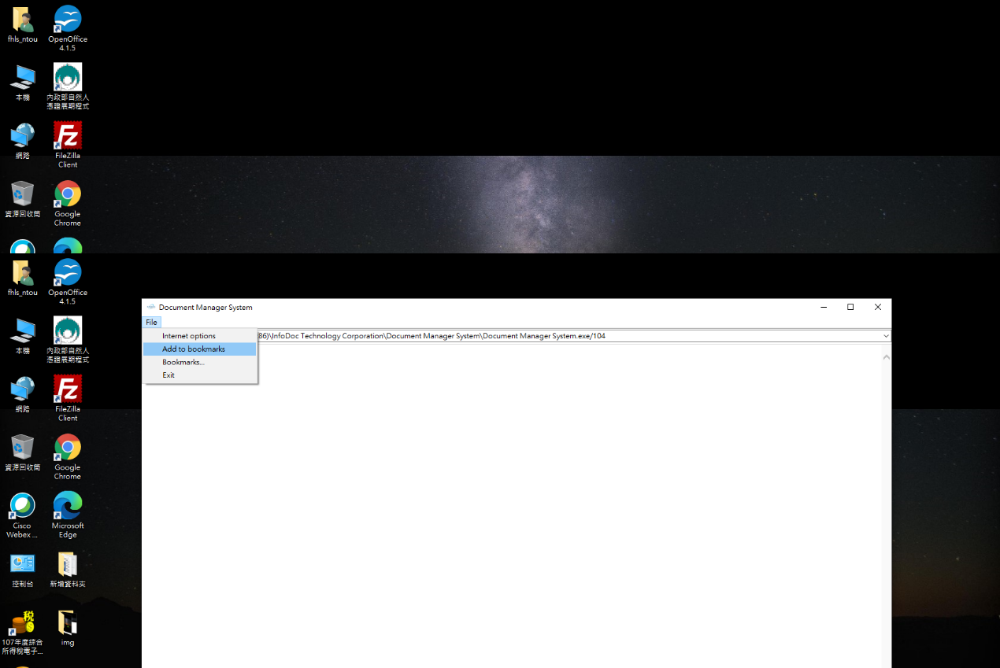 fhls_ntou
OpenOffice
4.1.5
本機
內政部自然人
憑證展期程式
網路
FileZilla
Client
資源回收筒
Google
Chrome
fhls_ntou
OpenOffice
4.1.5
Document Manager System
File
Internet options
86)\InfoDoc Technology Corporation\Document Manager System\Document Manager System.exe/104
Add to bookmarks
Bookmarks...
Exit
本機
內政部自然人
憑證展期程式
網路
FileZilla
Client
資源回收筒
Google
Chrome
Cisco
Webex ...
Microsoft
Edge
控制台
新增資料夾
稅
107年度綜合
所得稅電子...
img